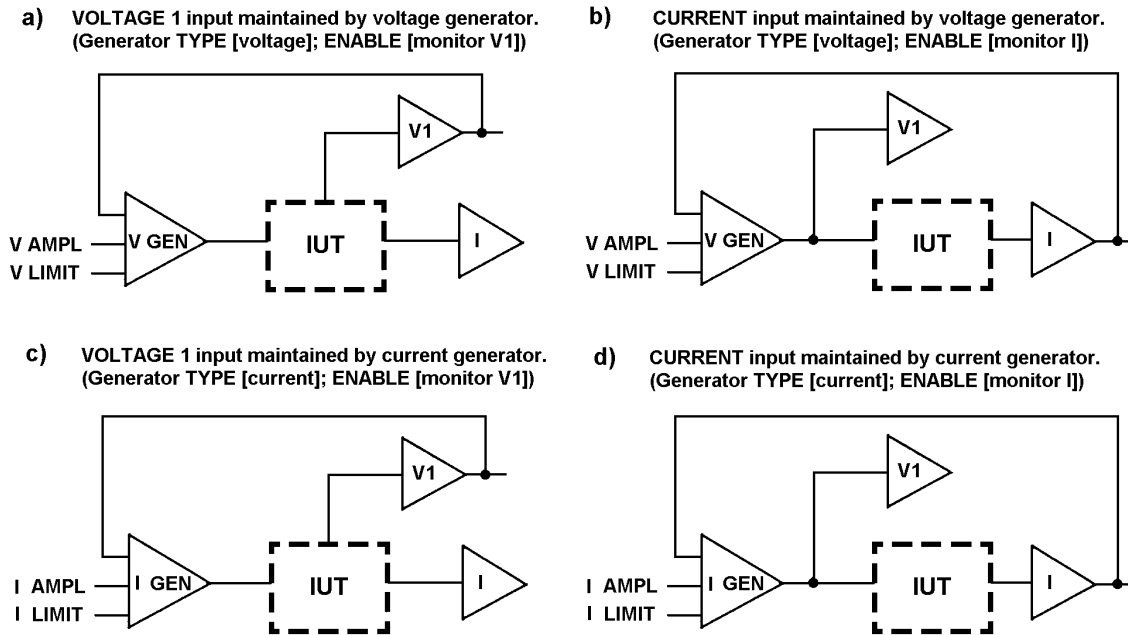 a) VOLTAGE 1 input maintained by voltage generator.
(Generator TYPE [voltage]; ENABLE [monitor V1])
V1
V AMPL
V LIMIT
V GEN
IUT
I
b) CURRENT input maintained by voltage generator.
(Generator TYPE [voltage]; ENABLE [monitor I])
V1
V AMPL
V LIMIT
V GEN
IUT
I
c) VOLTAGE 1 input maintained by current generator.
(Generator TYPE [current]; ENABLE [monitor V1])
V1
I AMPL
I LIMIT
I GEN
IUT
I
d) CURRENT input maintained by current generator.
(Generator TYPE [current]; ENABLE [monitor I])
V1
I AMPL
I LIMIT
I GEN
IUT
I